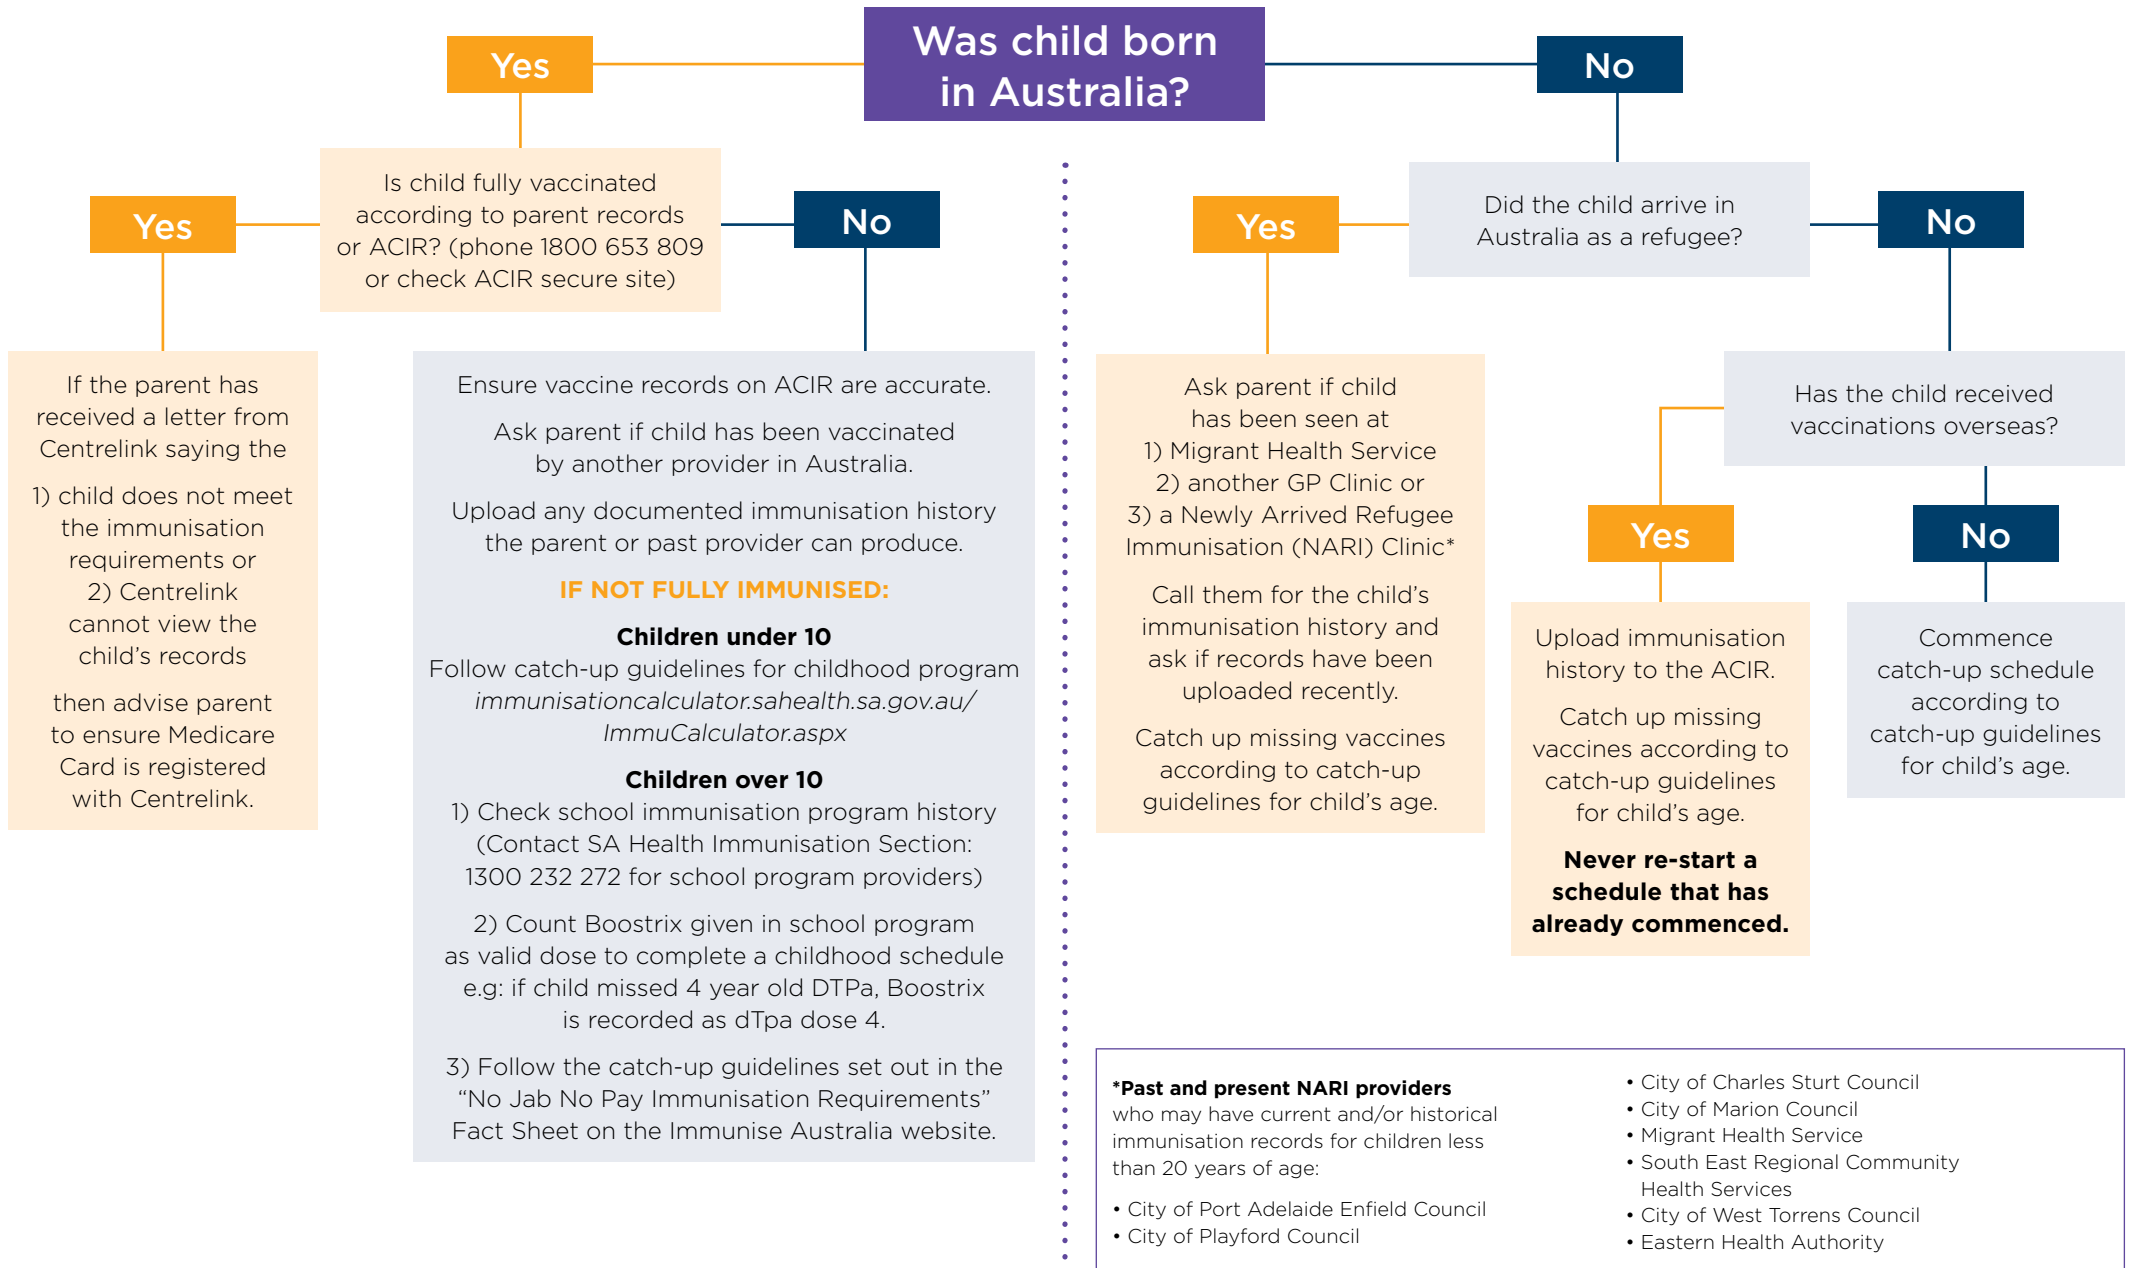 Was child born
in Australia?
Yes
No
Is child fully vaccinated
according to parent records
or ACIR? (phone 1800 653 809
or check ACIR secure site)
Yes
No
If the parent has
received a letter from
Centrelink saying the
1) child does not meet
the immunisation
requirements or
2) Centrelink
cannot view the
child’s records
then advise parent
to ensure Medicare
Card is registered
with Centrelink.
Ensure vaccine records on ACIR are accurate.
Ask parent if child has been vaccinated
by another provider in Australia.
Upload any documented immunisation history
the parent or past provider can produce.
IF NOT FULLY IMMUNISED:
Children under 10
Follow catch-up guidelines for childhood program
immunisationcalculator.sahealth.sa.gov.au/
ImmuCalculator.aspx
Children over 10
1) Check school immunisation program history
(Contact SA Health Immunisation Section:
1300 232 272 for school program providers)
2) Count Boostrix given in school program
as valid dose to complete a childhood schedule
e.g: if child missed 4 year old DTPa, Boostrix
is recorded as dTpa dose 4.
3) Follow the catch-up guidelines set out in the
“No Jab No Pay Immunisation Requirements”
Fact Sheet on the Immunise Australia website.
Did the child arrive in
Australia as a refugee?
Yes
No
Ask parent if child
has been seen at
1) Migrant Health Service
2) another GP Clinic or
3) a Newly Arrived Refugee
Immunisation (NARI) Clinic*
Call them for the child’s
immunisation history and
ask if records have been
uploaded recently.
Catch up missing vaccines
according to catch-up
guidelines for child’s age.
Has the child received
vaccinations overseas?
Yes
No
Upload immunisation
history to the ACIR.
Catch up missing
vaccines according to
catch-up guidelines
for child’s age.
Never re-start a
schedule that has
already commenced.
Commence
catch-up schedule
according to
catch-up guidelines
for child’s age.
*Past and present NARI providers
who may have current and/or historical
immunisation records for children less
than 20 years of age:
• City of Port Adelaide Enfield Council
• City of Playford Council
• City of Charles Sturt Council
• City of Marion Council
• Migrant Health Service
• South East Regional Community
Health Services
• City of West Torrens Council
• Eastern Health Authority